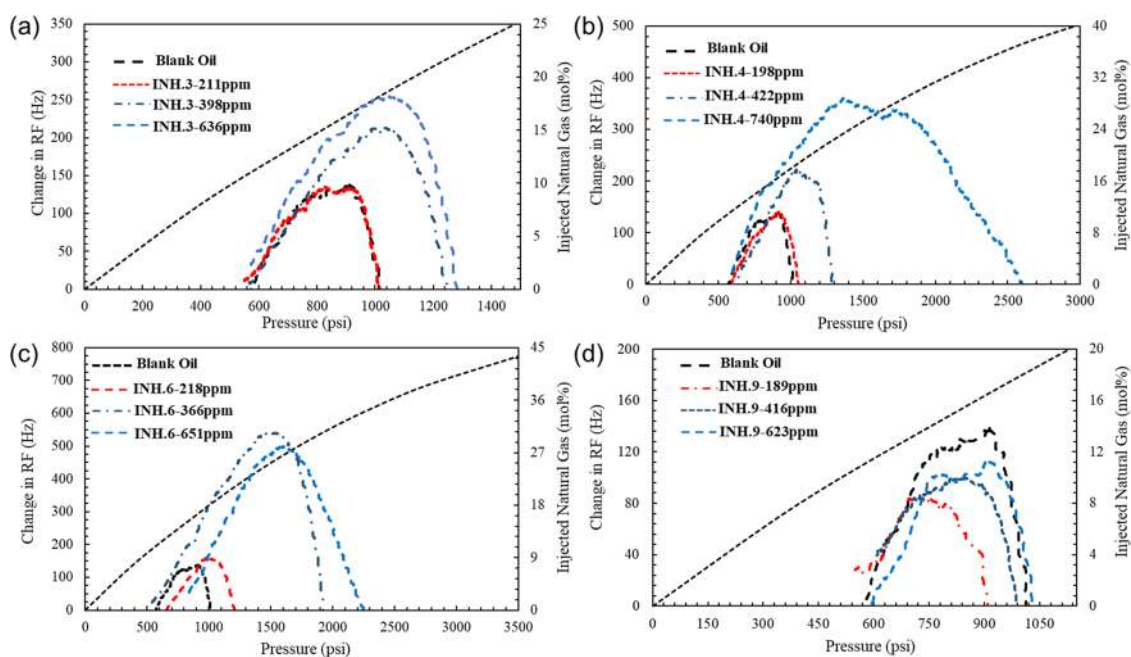 (a)
Change in RF (Hz)
350
300
250
200
150
100
50
0
Blank Oil
INH.3-211ppm
INH.3-398ppm
INH.3-636ppm
25
20
15
10
5
0
Injected Natural Gas (mol%)
0 200 400 600 800 1000 1200 1400
Pressure (psi)
(b)
Change in RF (Hz)
500
400
300
200
100
0
Blank Oil
INH.4-198ppm
INH.4-422ppm
INH.4-740ppm
40
32
24
16
8
0
Injected Natural Gas (mol%)
0 500 1000 1500 2000 2500 3000
Pressure (psi)
(c)
Change in RF (Hz)
800
700
600
500
400
300
200
100
0
Blank Oil
INH.6-218ppm
INH.6-366ppm
INH.6-651ppm
45
36
27
18
9
0
Injected Natural Gas (mol%)
0 500 1000 1500 2000 2500 3000 3500
Pressure (psi)
(d)
Change in RF (Hz)
200
160
120
80
40
0
Blank Oil
INH.9-189ppm
INH.9-416ppm
INH.9-623ppm
20
16
12
8
4
0
Injected Natural Gas (mol%)
0 150 300 450 600 750 900 1050
Pressure (psi)